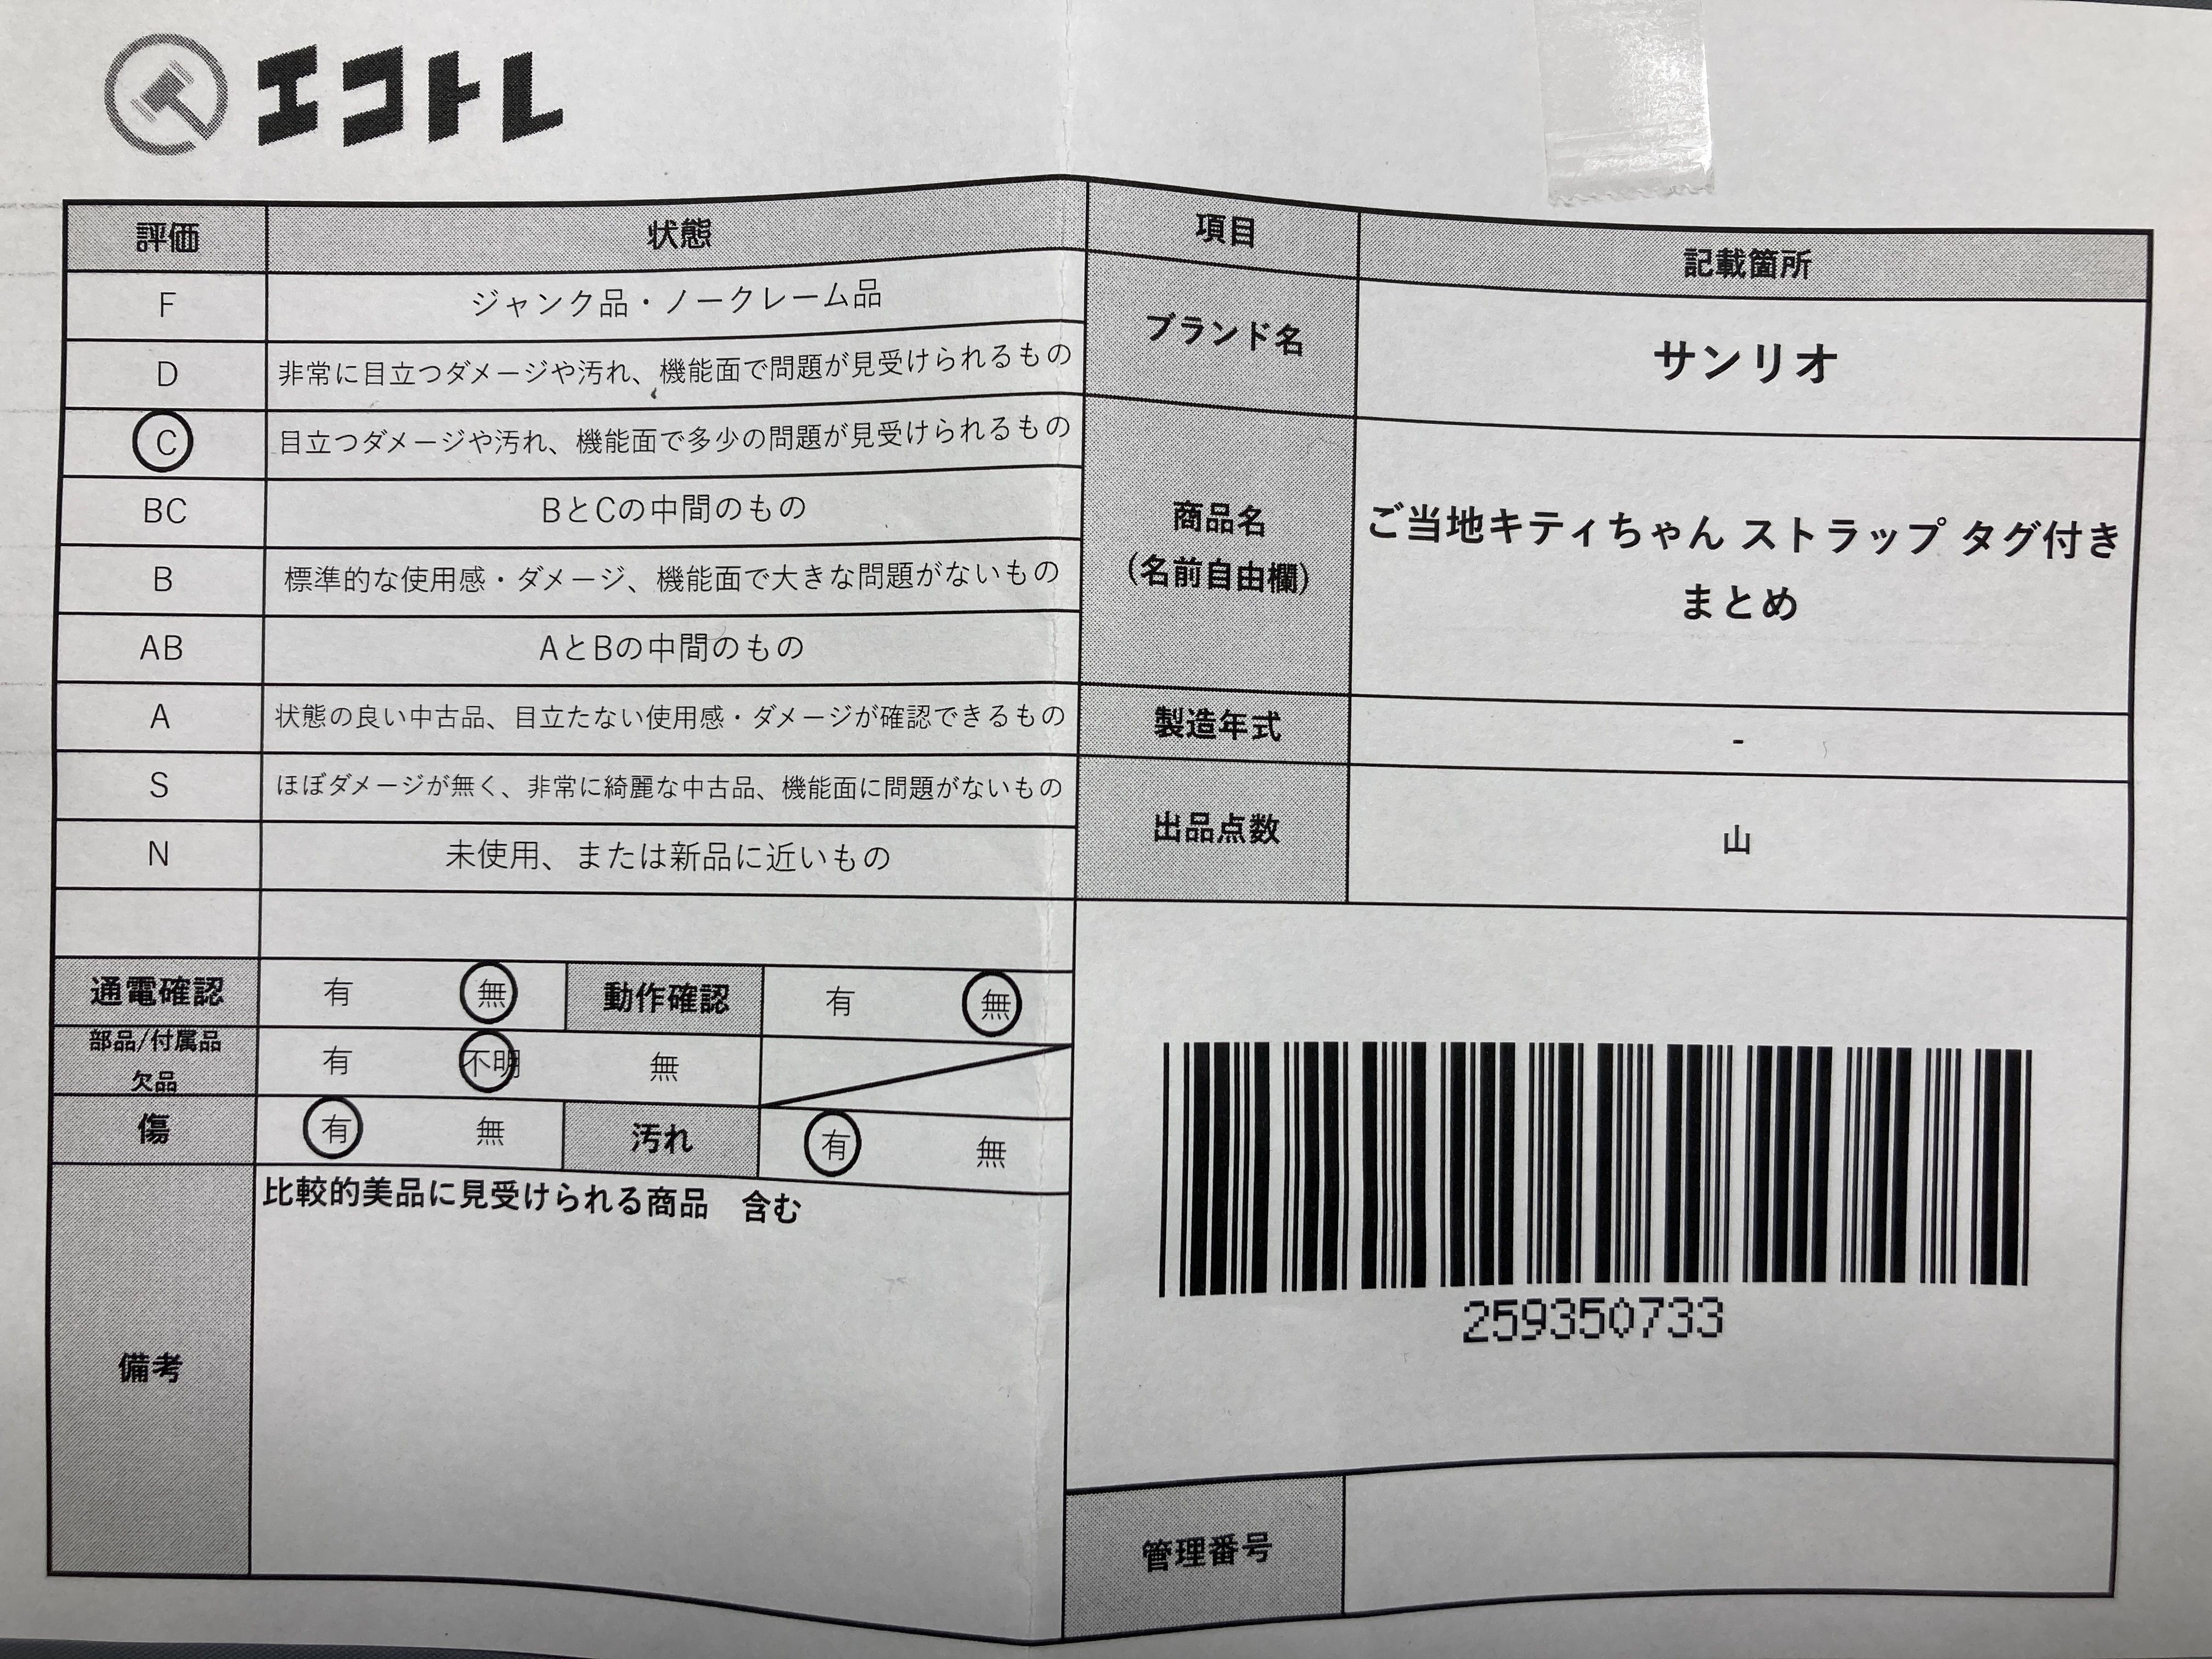 エコトレ
評価 状態
F ジャンク品・ノークレーム品
D 非常に目立つダメージや汚れ、機能面で問題が見受けられるもの
C 目立つダメージや汚れ、機能面で多少の問題が見受けられるもの
BC BとCの中間のもの
B 標準的な使用感・ダメージ、機能面で大きな問題がないもの
AB AとBの中間のもの
A 状態の良い中古品、目立たない使用感・ダメージが確認できるもの
S ほぼダメージが無く、非常に綺麗な中古品、機能面に問題がないもの
N 未使用、または新品に近いもの
通電確認 有 無 動作確認 有 無
部品/付属品
欠品 有 不明 無
傷 有 無 汚れ 有 無
備考 比較的美品に見受けられる商品 含む
項目 記載箇所
ブランド名 サンリオ
商品名
(名前自由欄)
ご当地キティちゃん ストラップ タグ付き
まとめ
製造年式 -
出品点数 山
259350733
管理番号